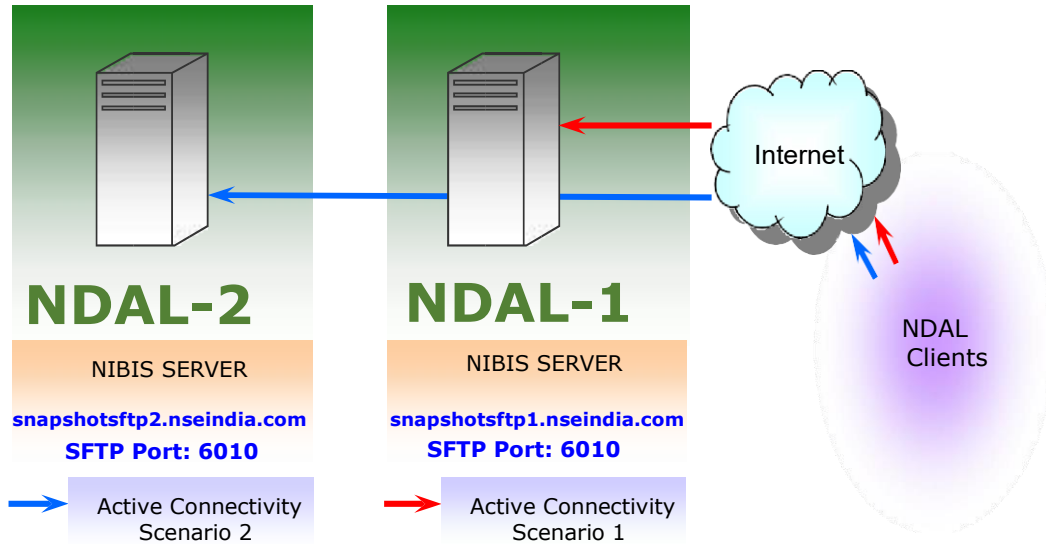 NDAL-2
NIBIS SERVER
snapshotsftp2.nseindia.com
SFTP Port: 6010
Active Connectivity
Scenario 2
NDAL-1
NIBIS SERVER
snapshotsftp1.nseindia.com
SFTP Port: 6010
Active Connectivity
Scenario 1
Internet
NDAL
Clients